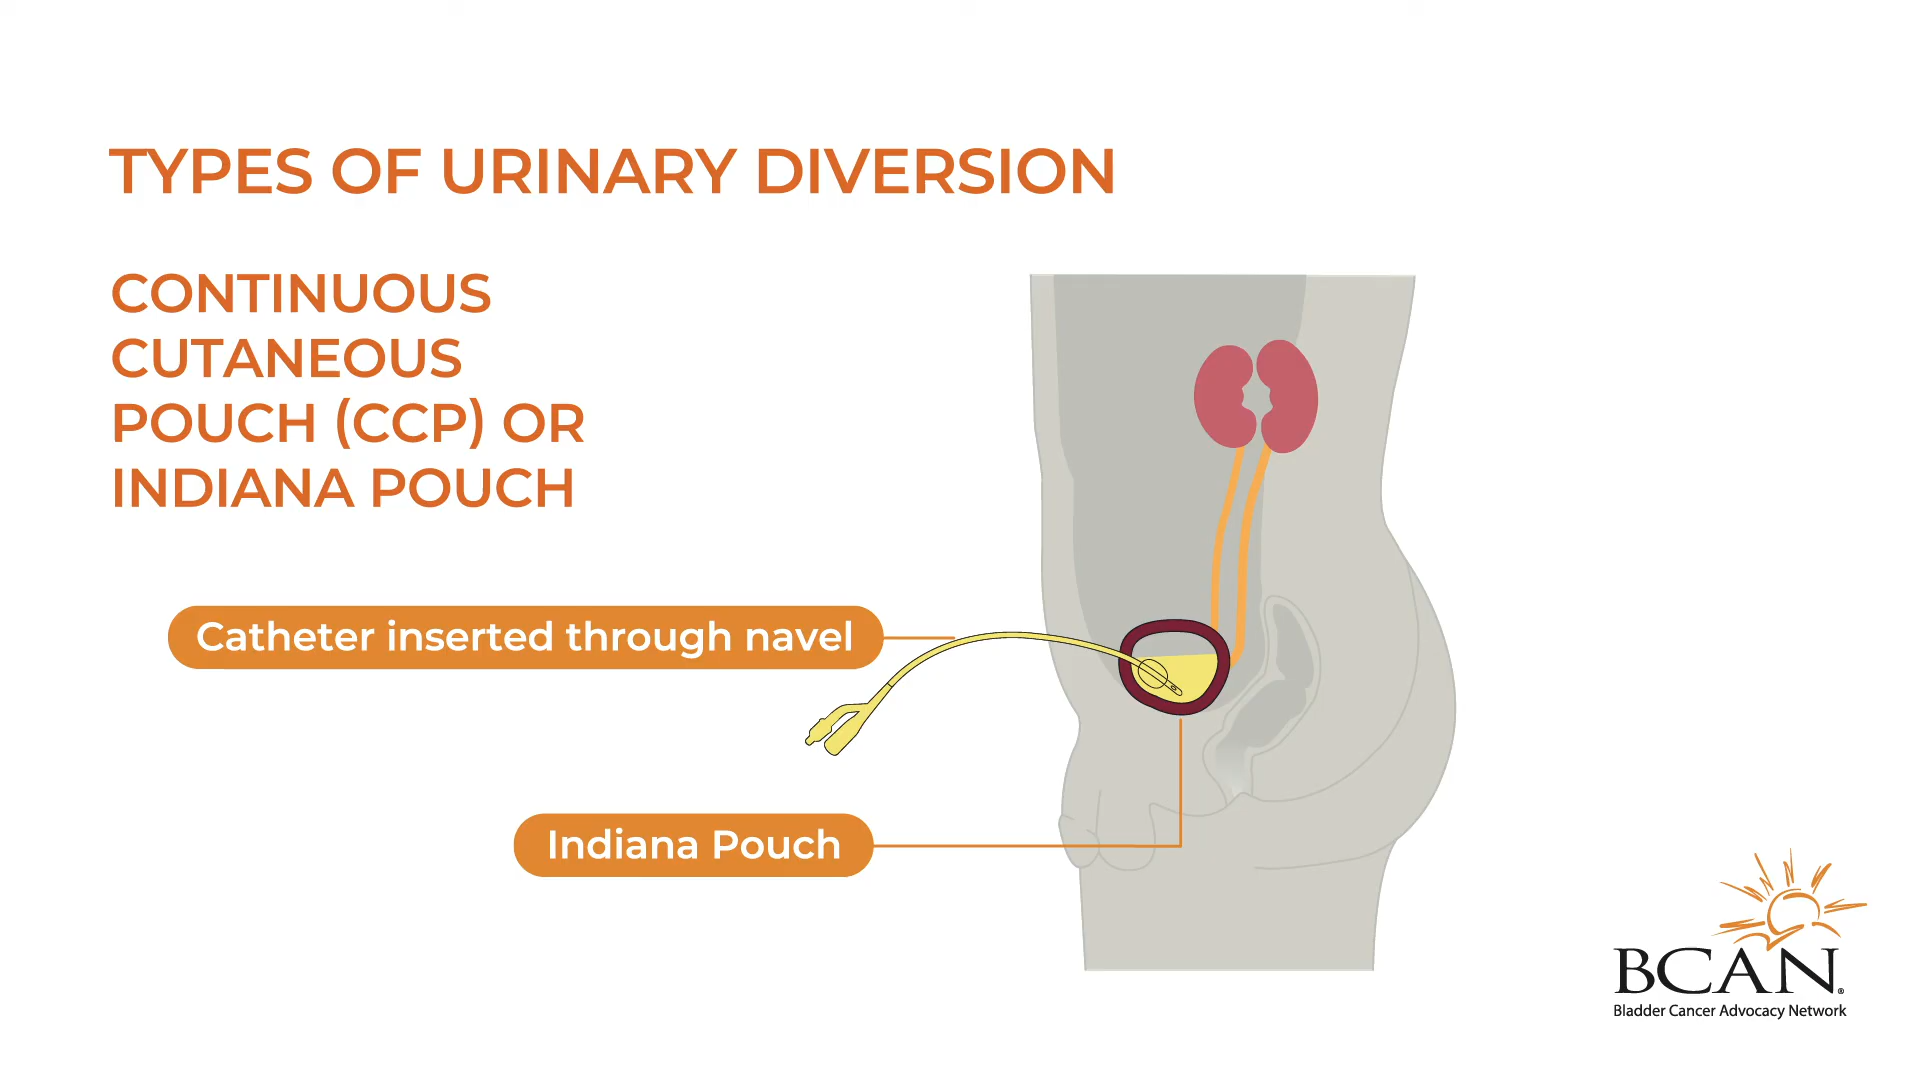 TYPES OF URINARY DIVERSION
CONTINUOUS
CUTANEOUS
POUCH (CCP) OR
INDIANA POUCH
Catheter inserted through navel
Indiana Pouch
BCAN®
Bladder Cancer Advocacy Network